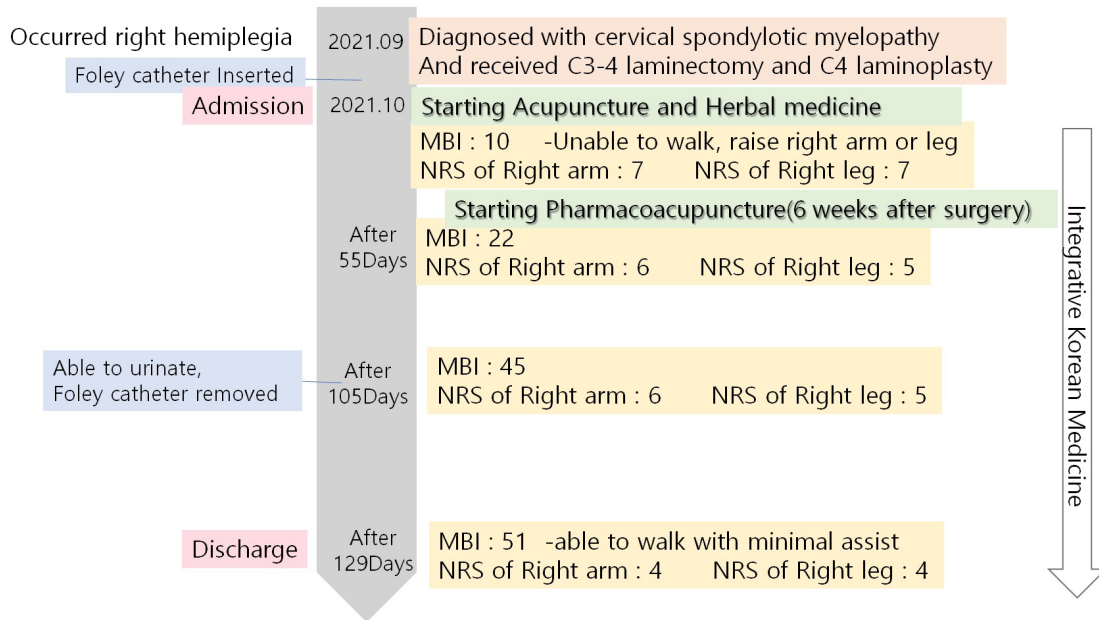 Occurred right hemiplegia
2021.09
Diagnosed with cervical spondylotic myelopathy
And received C3-4 laminectomy and C4 laminoplasty
Foley catheter Inserted
Admission
2021.10
Starting Acupuncture and Herbal medicine
MBI : 10 -Unable to walk, raise right arm or leg
NRS of Right arm : 7 NRS of Right leg : 7
Starting Pharmacoacupuncture(6 weeks after surgery)
After
55Days
MBI : 22
NRS of Right arm : 6 NRS of Right leg : 5
Able to urinate,
Foley catheter removed
After
105Days
MBI : 45
NRS of Right arm : 6 NRS of Right leg : 5
Discharge
After
129Days
MBI : 51 -able to walk with minimal assist
NRS of Right arm : 4 NRS of Right leg : 4
Integrative Korean Medicine